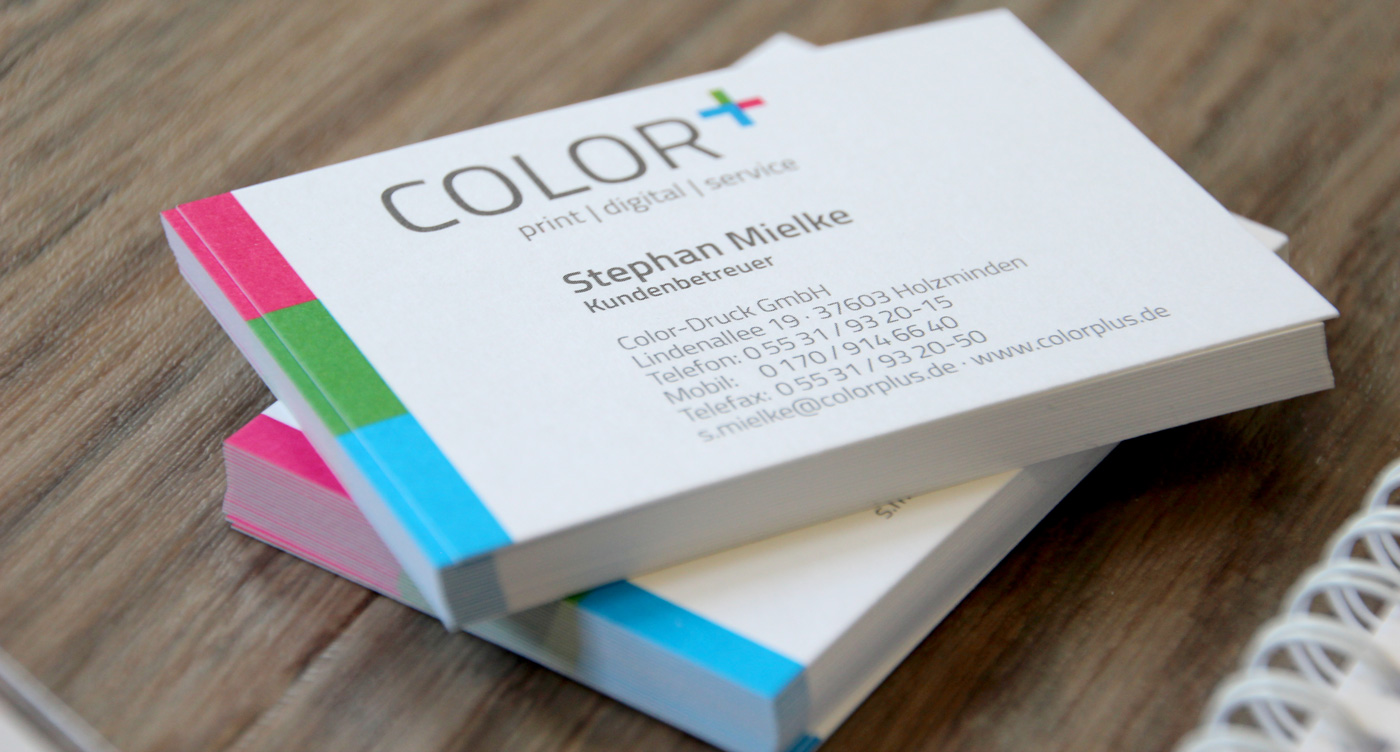 COLOR+
print | digital | service
Stephan Mielke
Kundenbetreuer
Color-Druck GmbH
Lindenallee 19 · 37603 Holzminden
Telefon: 0 55 31 / 93 20-15
Mobil: 0 170 / 914 66 40
Telefax: 0 55 31 / 93 20-50
s.mielke@colorplus.de · www.colorplus.de